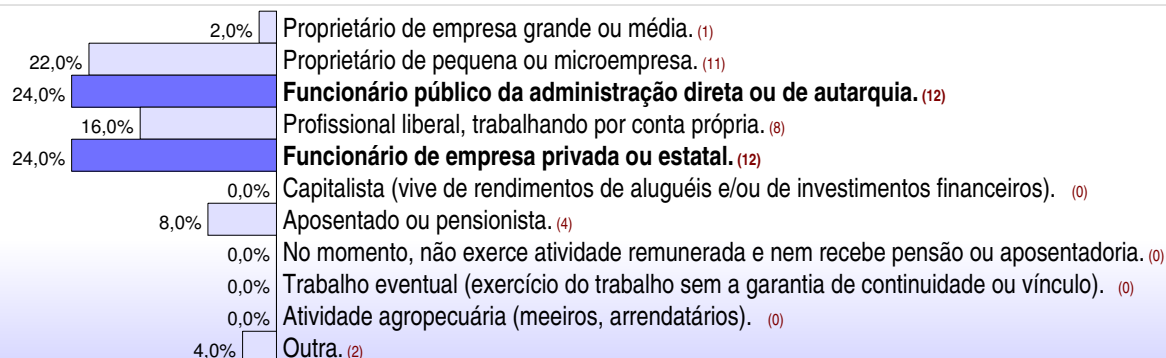 2,0% Proprietário de empresa grande ou média. (1)
22,0% Proprietário de pequena ou microempresa. (11)
24,0% Funcionário público da administração direta ou de autarquia. (12)
16,0% Profissional liberal, trabalhando por conta própria. (8)
24,0% Funcionário de empresa privada ou estatal. (12)
0,0% Capitalista (vive de rendimentos de aluguéis e/ou de investimentos financeiros). (0)
8,0% Aposentado ou pensionista. (4)
0,0% No momento, não exerce atividade remunerada e nem recebe pensão ou aposentadoria. (0)
0,0% Trabalho eventual (exercício do trabalho sem a garantia de continuidade ou vínculo). (0)
0,0% Atividade agropecuária (meeiros, arrendatários). (0)
4,0% Outra. (2)